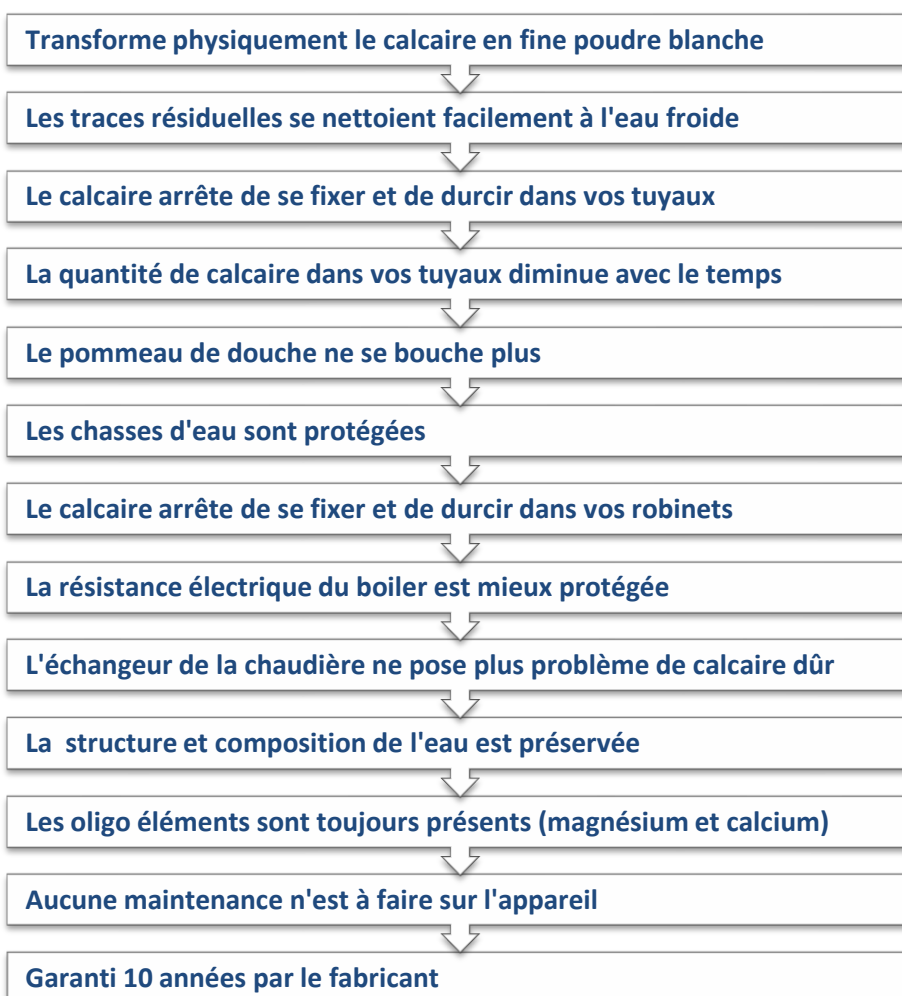 Transforme physiquement le calcaire en fine poudre blanche
Les traces résiduelles se nettoient facilement à l'eau froide
Le calcaire arrête de se fixer et de durcir dans vos tuyaux
La quantité de calcaire dans vos tuyaux diminue avec le temps
Le pommeau de douche ne se bouche plus
Les chasses d'eau sont protégées
Le calcaire arrête de se fixer et de durcir dans vos robinets
La résistance électrique du boiler est mieux protégée
L'échangeur de la chaudière ne pose plus problème de calcaire dûr
La  structure et composition de l'eau est préservée
Les oligo éléments sont toujours présents (magnésium et calcium)
Aucune maintenance n'est à faire sur l'appareil
Garanti 10 années par le fabricant